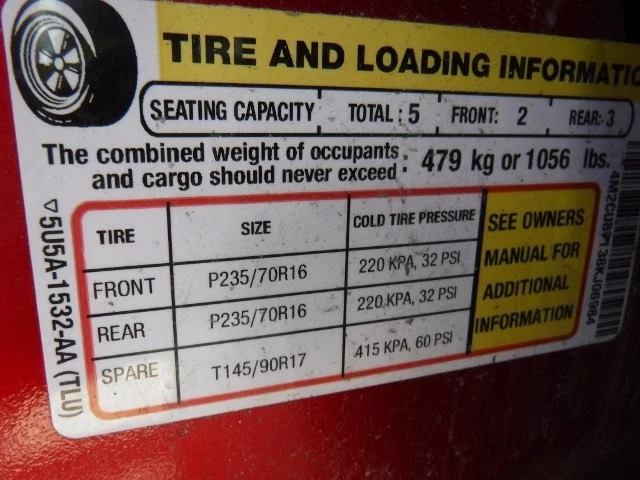 TIRE AND LOADING INFORMATIO
SEATING CAPACITY TOTAL : 5 FRONT: 2 REAR: 3
The combined weight of occupants
and cargo should never exceed : 479 kg or 1056 lbs.
TIRE SIZE COLD TIRE PRESSURE
FRONT P235/70R16 220 KPA, 32 PSI
REAR P235/70R16 220 KPA, 32 PSI
SPARE T145/90R17 415 KPA, 60 PSI
SEE OWNERS
MANUAL FOR
ADDITIONAL
INFORMATION
5U5A-1532-AA (TLU)